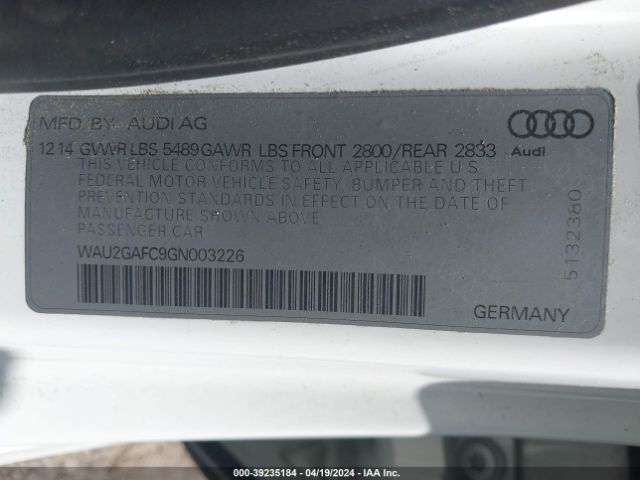 MFD. BY AUDI AG
12 14 GVWR LBS 5489 GAWR LBS FRONT 2800/REAR 2833
Audi
THIS VEHICLE CONFORMS TO ALL APPLICABLE U S
FEDERAL MOTOR VEHICLE SAFETY, BUMPER AND THEFT
PREVENTION STANDARDS IN EFFECT ON THE DATE OF
MANUFACTURE SHOWN ABOVE
PASSENGER CAR
WAU2GAFC9GN003226
5132380
GERMANY
000-39235184 - 04/19/2024 - IAA Inc.